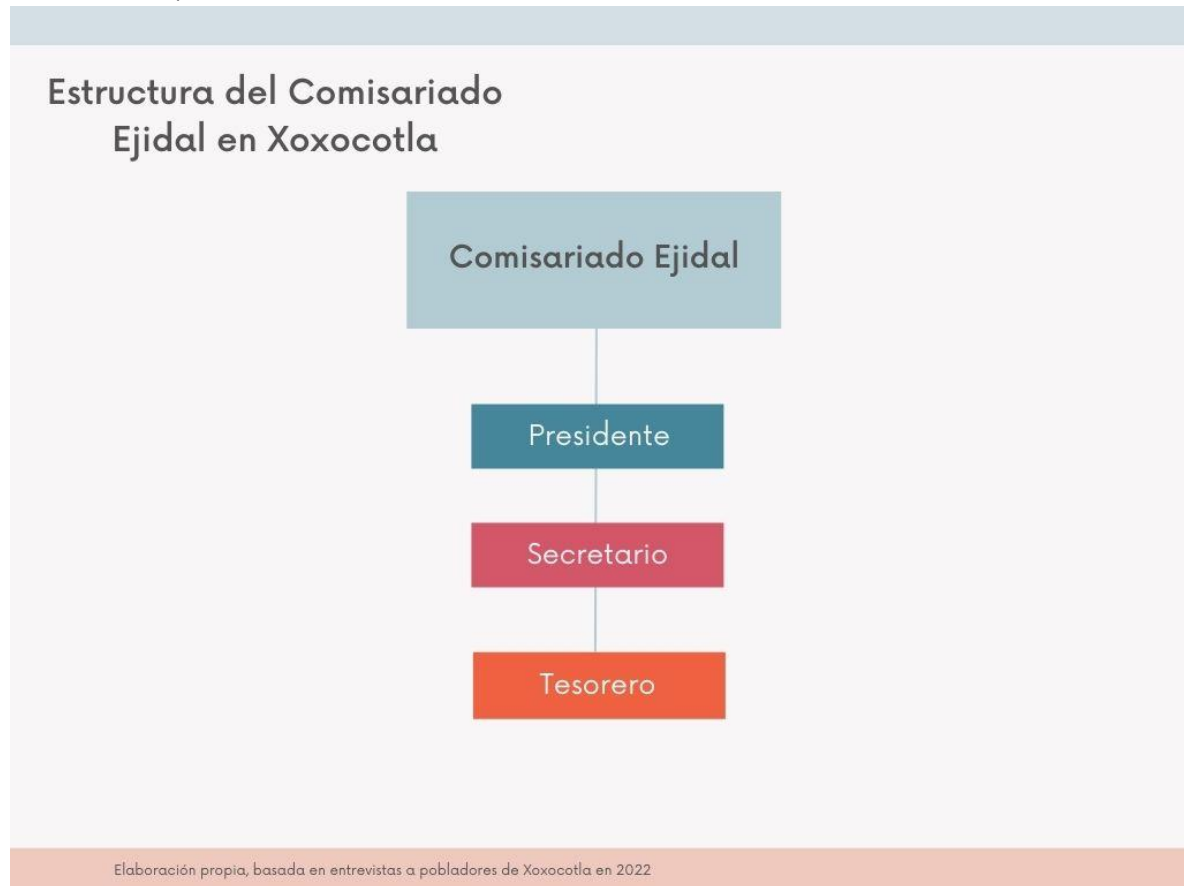 Estructura del Comisariado
Ejidal en Xoxocotla
Comisariado Ejidal
Presidente
Secretario
Tesorero
Elaboración propia, basada en entrevistas a pobladores de Xoxocotla en 2022